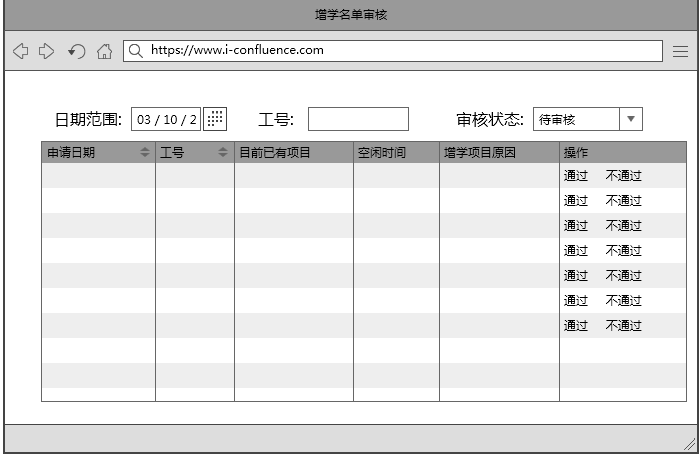 增学名单审核
https://www.i-confluence.com
日期范围: 03 / 10 / 2 工号: 审核状态: 待审核
申请日期 工号 目前已有项目 空闲时间 增学项目原因 操作
通过 不通过
通过 不通过
通过 不通过
通过 不通过
通过 不通过
通过 不通过
通过 不通过